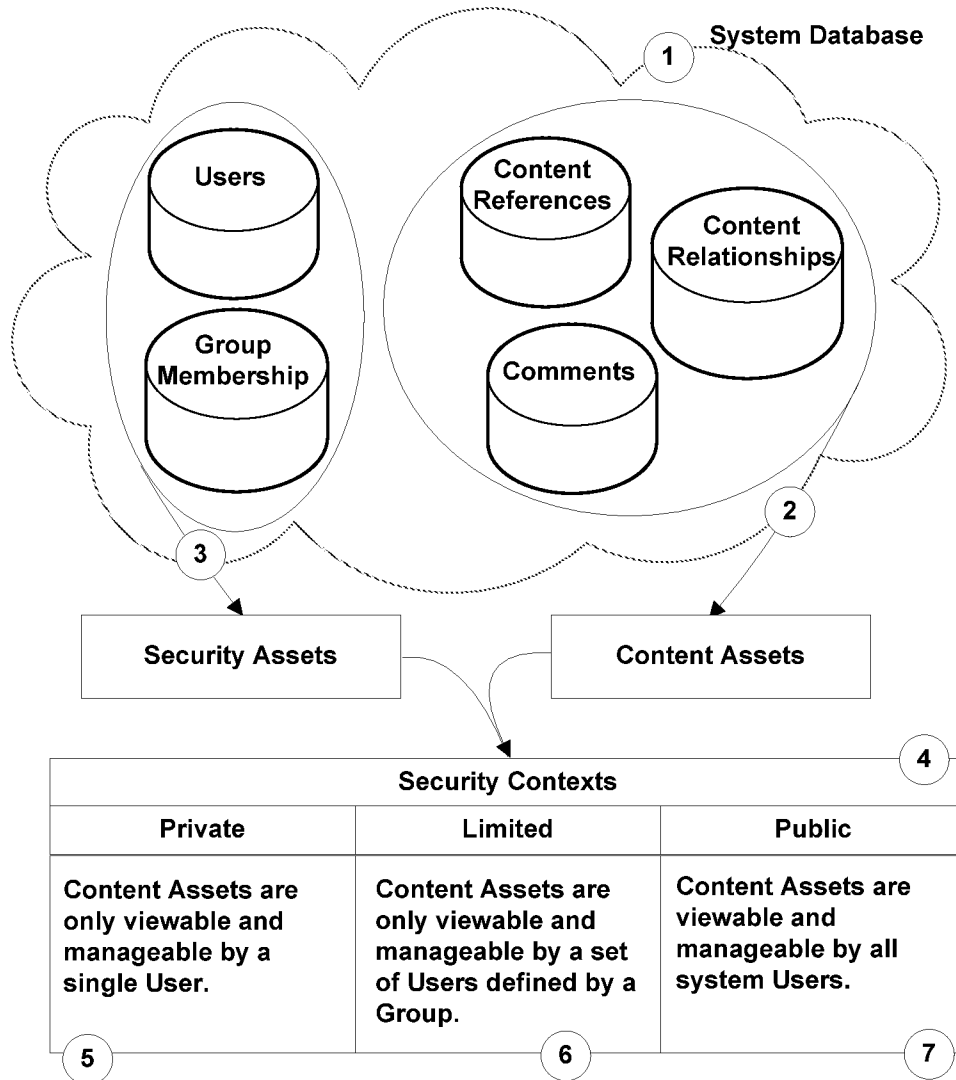 System Database
1
Users
Content
References
Content
Relationships
Group
Membership
Comments
2
3
Security Assets
Content Assets
4
Security Contexts
Private
Limited
Public
Content Assets are
only viewable and
manageable by a
single User.
Content Assets are
only viewable and
manageable by a set
of Users defined by a
Group.
Content Assets are
viewable and
manageable by all
system Users.
5
6
7